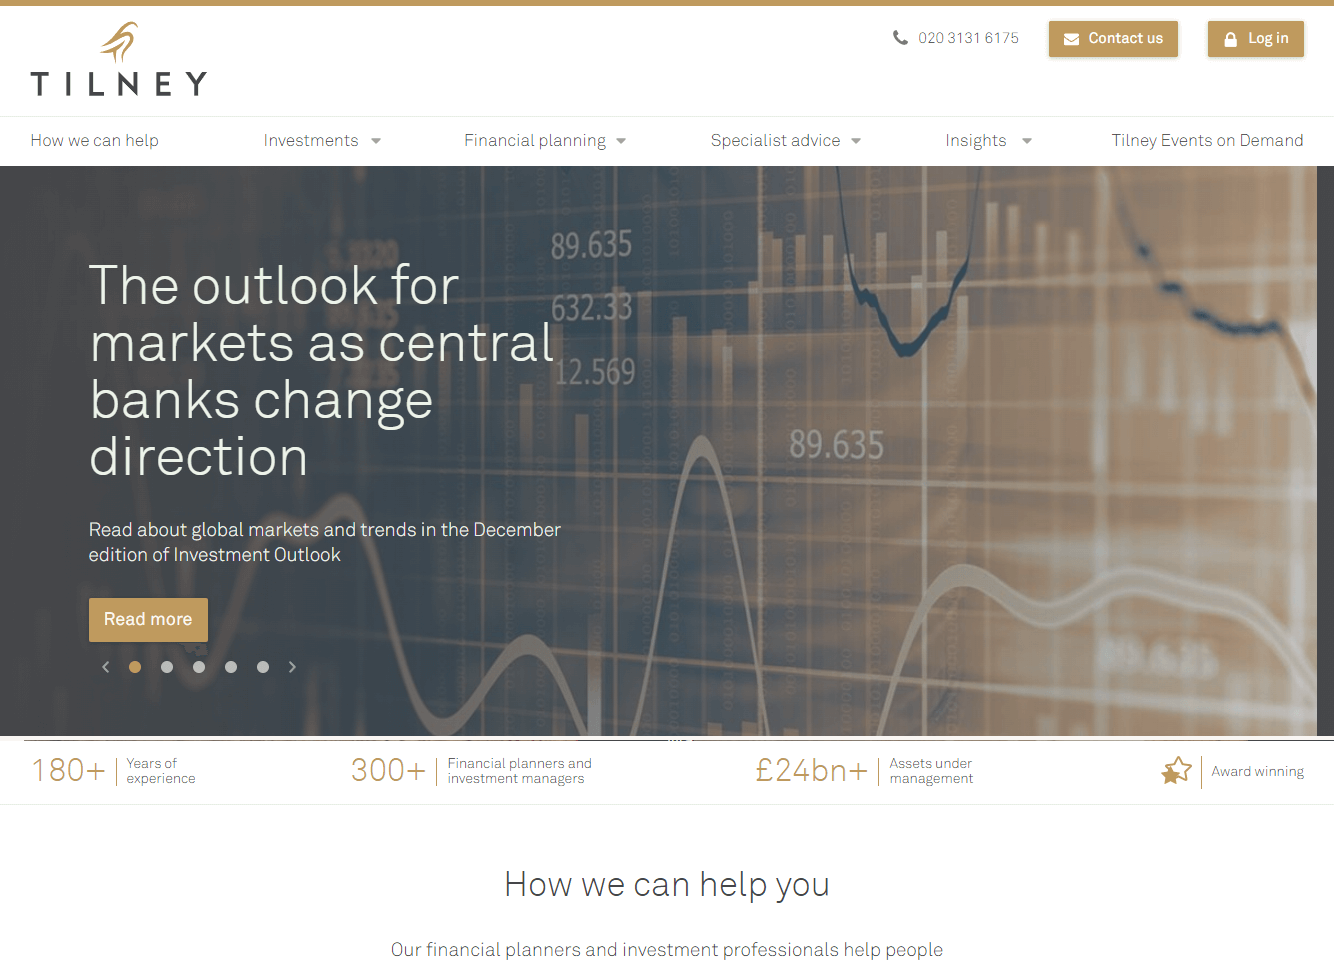 TILNEY
020 3131 6175
Contact us
Log in
How we can help
Investments
Financial planning
Specialist advice
Insights
Tilney Events on Demand
The outlook for
markets as central
banks change
direction
Read about global markets and trends in the December
edition of Investment Outlook
Read more
89.635
632.33
12.569
89.635
180+
Years of
experience
300+
Financial planners and
investment managers
£24bn+
Assets under
management
Award winning
How we can help you
Our financial planners and investment professionals help people